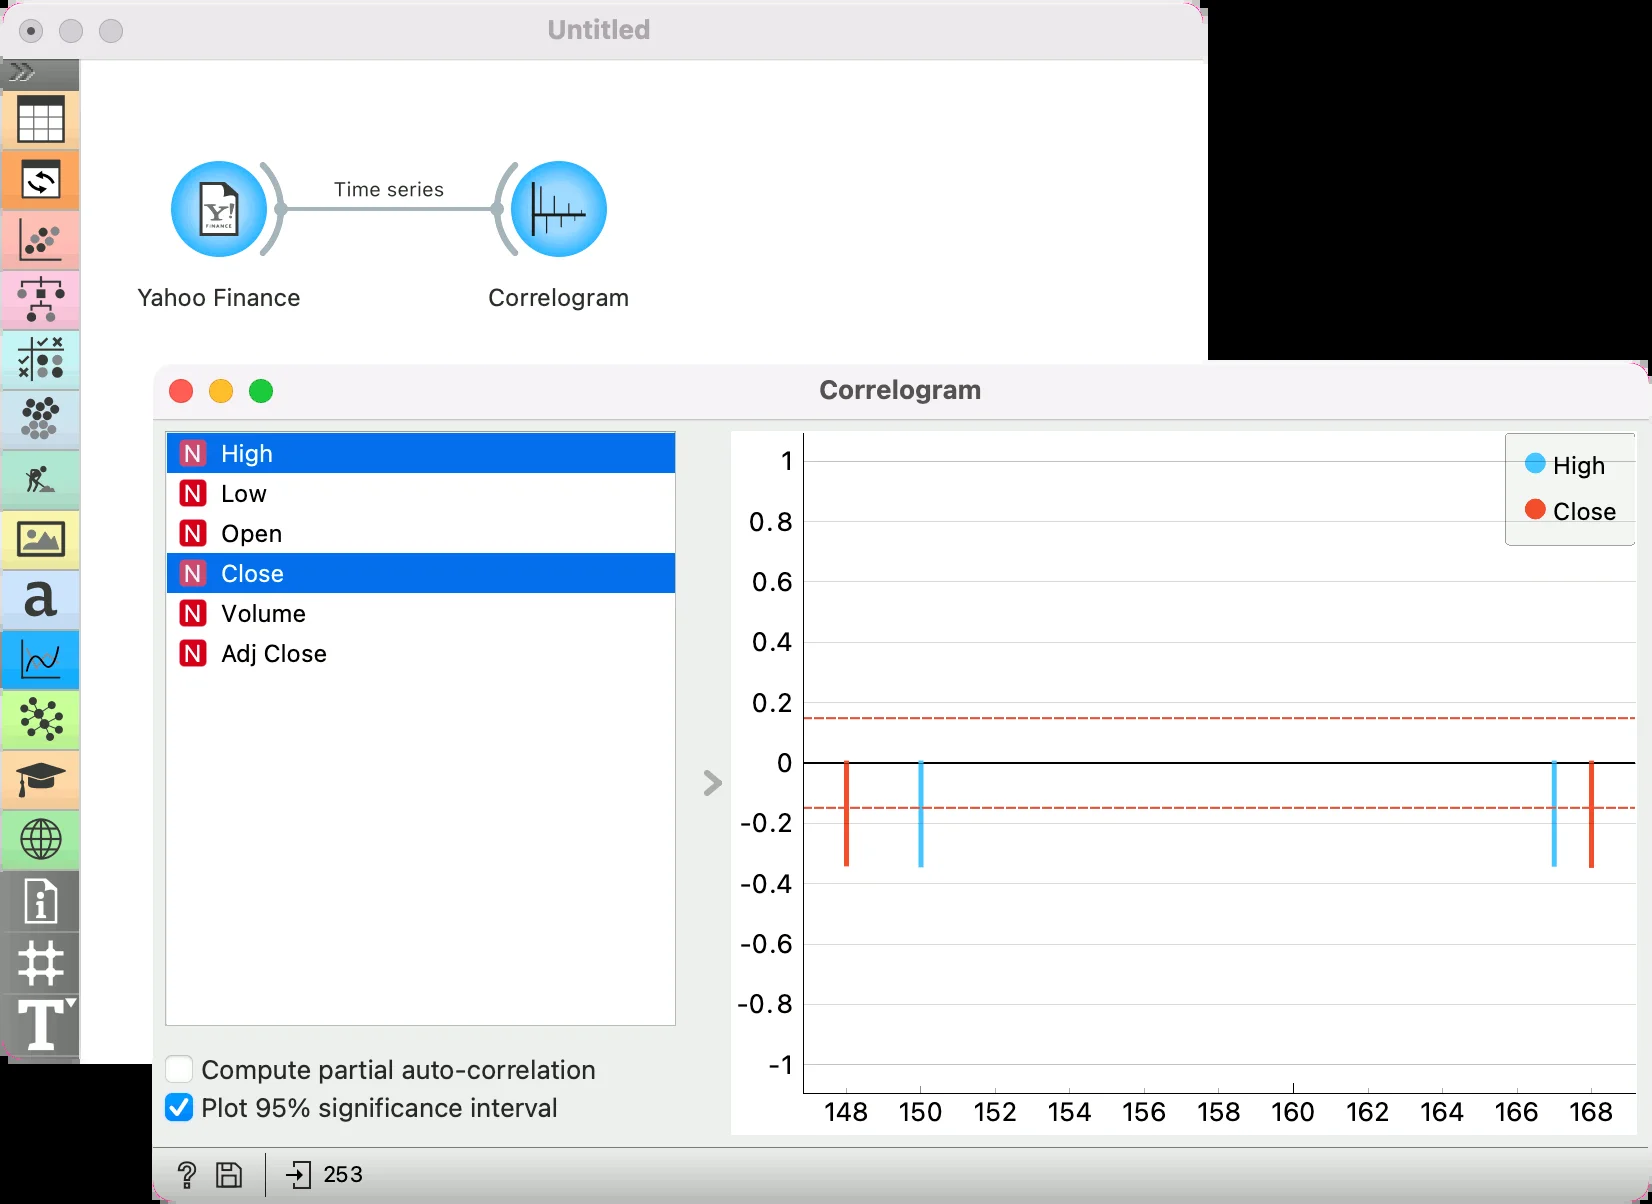 Untitled
Time series
Y!
FINANCE
Yahoo Finance
Correlogram
Correlogram
N High
N Low
N Open
N Close
N Volume
N Adj Close
a
i
#
T
High
Close
1
0.8
0.6
0.4
0.2
0
-0.2
-0.4
-0.6
-0.8
-1
148 150 152 154 156 158 160 162 164 166 168
Compute partial auto-correlation
Plot 95% significance interval
? 253